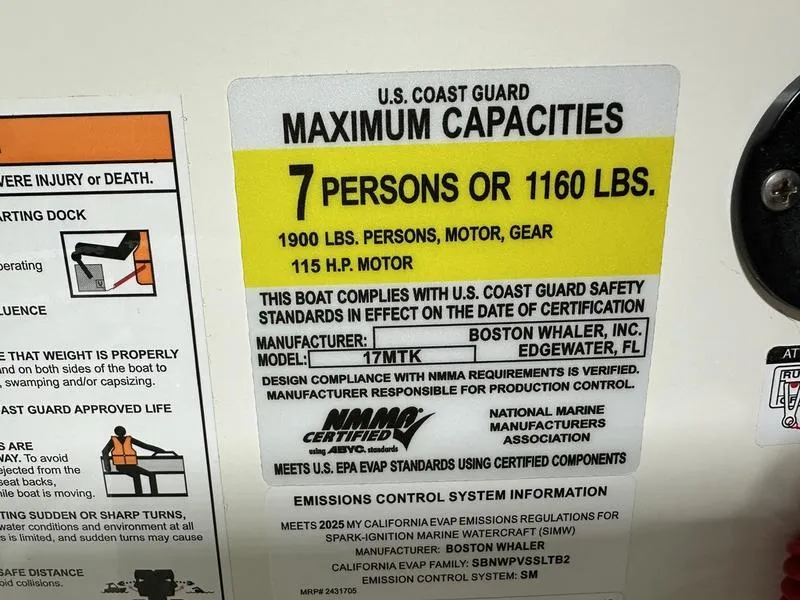 VERE INJURY or DEATH.
ARTING DOCK
perating
LUENCE
E THAT WEIGHT IS PROPERLY
and on both sides of the boat to
, swamping and/or capsizing.
AST GUARD APPROVED LIFE
S ARE
WAY. To avoid
ejected from the
seat backs,
ile boat is moving.
TING SUDDEN OR SHARP TURNS,
water conditions and environment at all
s is limited, and sudden turns may cause
SAFE DISTANCE
oid collisions.
U.S. COAST GUARD
MAXIMUM CAPACITIES
7 PERSONS OR 1160 LBS.
1900 LBS. PERSONS, MOTOR, GEAR
115 H.P. MOTOR
THIS BOAT COMPLIES WITH U.S. COAST GUARD SAFETY
STANDARDS IN EFFECT ON THE DATE OF CERTIFICATION
MANUFACTURER: BOSTON WHALER, INC.
MODEL: 17MTK EDGEWATER, FL
DESIGN COMPLIANCE WITH NMMA REQUIREMENTS IS VERIFIED.
MANUFACTURER RESPONSIBLE FOR PRODUCTION CONTROL.
NMMA
CERTIFIED
using ABYC. standards
NATIONAL MARINE
MANUFACTURERS
ASSOCIATION
MEETS U.S. EPA EVAP STANDARDS USING CERTIFIED COMPONENTS
EMISSIONS CONTROL SYSTEM INFORMATION
MEETS 2025 MY CALIFORNIA EVAP EMISSIONS REGULATIONS FOR
SPARK-IGNITION MARINE WATERCRAFT (SIMW)
MANUFACTURER: BOSTON WHALER
CALIFORNIA EVAP FAMILY: SBNWPVSSLTB2
EMISSION CONTROL SYSTEM: SM
MRP# 2431705
AT
RU